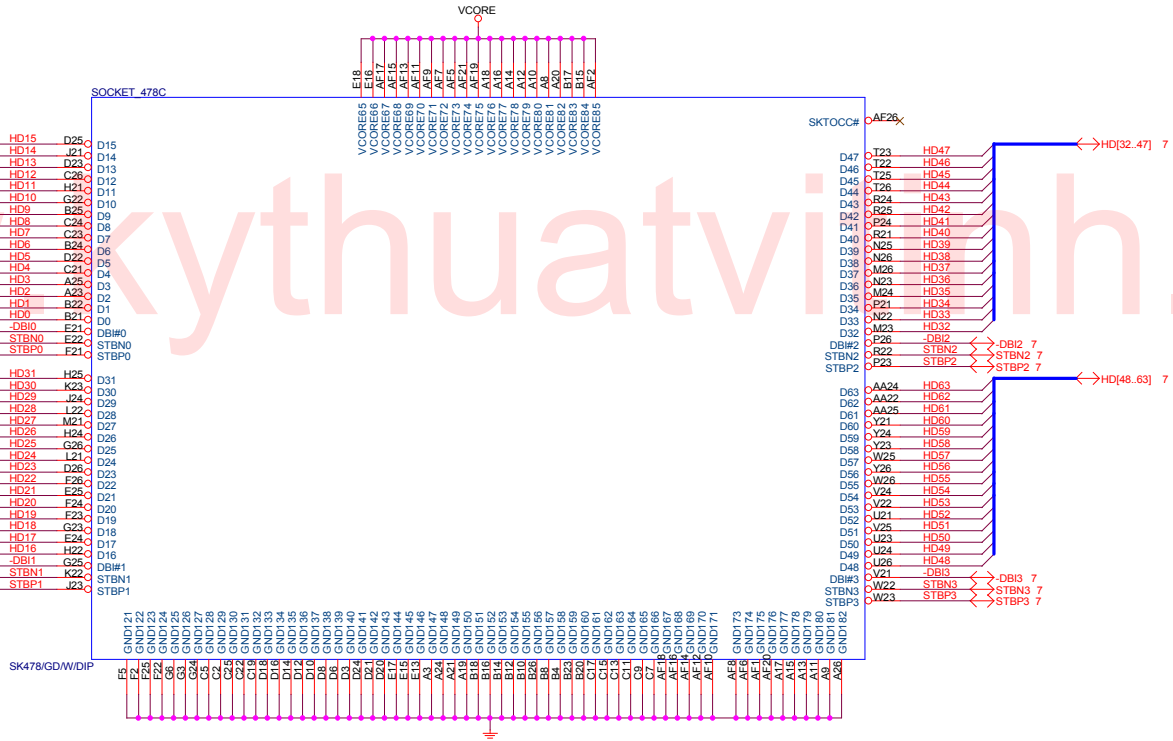 VCORE
E18 E16 AF17 AF15 AF13 AF11 AF9 AF7 AF5 AF21 AF19 A18 A16 A14 A12 A10 A8 A20 B17 B15 AF2
SOCKET_478C
VCORE65 VCORE66 VCORE67 VCORE68 VCORE69 VCORE70 VCORE71 VCORE72 VCORE73 VCORE74 VCORE75 VCORE76 VCORE77 VCORE78 VCORE79 VCORE80 VCORE81 VCORE82 VCORE83 VCORE84 VCORE85
SKTOCC# AF26
HD15 D25 D15
HD14 J21 D14
HD13 D23 D13
HD12 C26 D12
HD11 H21 D11
HD10 G22 D10
HD9 B25 D9
HD8 C24 D8
HD7 C23 D7
HD6 B24 D6
HD5 D22 D5
HD4 C21 D4
HD3 A25 D3
HD2 A23 D2
HD1 B22 D1
HD0 B21 D0
-DBI0 E21 DBI#0
STBN0 E22 STBN0
STBP0 F21 STBP0
HD31 H25 D31
HD30 K23 D30
HD29 J24 D29
HD28 L22 D28
HD27 M21 D27
HD26 H24 D26
HD25 G26 D25
HD24 L21 D24
HD23 D26 D23
HD22 F26 D22
HD21 E25 D21
HD20 F24 D20
HD19 F23 D19
HD18 G23 D18
HD17 E24 D17
HD16 H22 D16
-DBI1 G25 DBI#1
STBN1 K22 STBN1
STBP1 J23 STBP1
D47 T23 HD47
D46 T22 HD46
D45 T25 HD45
D44 T26 HD44
D43 R24 HD43
D42 R25 HD42
D41 P24 HD41
D40 R21 HD40
D39 N25 HD39
D38 N26 HD38
D37 M26 HD37
D36 N23 HD36
D35 M24 HD35
D34 P21 HD34
D33 N22 HD33
D32 M23 HD32
HD[32..47] 7
DBI#2 P26 -DBI2 -DBI2 7
STBN2 R22 STBN2 STBN2 7
STBP2 P23 STBP2 STBP2 7
HD[48..63] 7
D63 AA24 HD63
D62 AA22 HD62
D61 AA25 HD61
D60 Y21 HD60
D59 Y24 HD59
D58 Y23 HD58
D57 W25 HD57
D56 Y26 HD56
D55 W26 HD55
D54 V24 HD54
D53 V22 HD53
D52 U21 HD52
D51 V25 HD51
D50 U23 HD50
D49 U24 HD49
D48 U26 HD48
DBI#3 V21 -DBI3 -DBI3 7
STBN3 W22 STBN3 STBN3 7
STBP3 W23 STBP3 STBP3 7
.kythuatvitinh.
GND121 GND122 GND123 GND124 GND125 GND126 GND127 GND128 GND129 GND130 GND131 GND132 GND133 GND134 GND135 GND136 GND137 GND138 GND139 GND140 GND141 GND142 GND143 GND144 GND145 GND146 GND147 GND148 GND149 GND150 GND151 GND152 GND153 GND154 GND155 GND156 GND157 GND158 GND159 GND160 GND161 GND162 GND163 GND164 GND165 GND166 GND167 GND168 GND169 GND170 GND171 GND173 GND174 GND175 GND176 GND177 GND178 GND179 GND180 GND181 GND182
SK478/GD/W/DIP
F5 F2 F25 F22 G6 G3 G24 C5 C2 C25 C22 C19 D18 D16 D14 D12 D10 D8 D6 D3 D24 D21 D20 E17 E15 E13 A3 A24 A21 A19 B18 B16 B14 B12 B10 B26 B8 B4 B23 B20 C17 C15 C13 C11 C9 C7 AF18 AF16 AF14 AF12 AF10 AF8 AF6 AF1 AF20 A17 A15 A13 A11 A9 A26